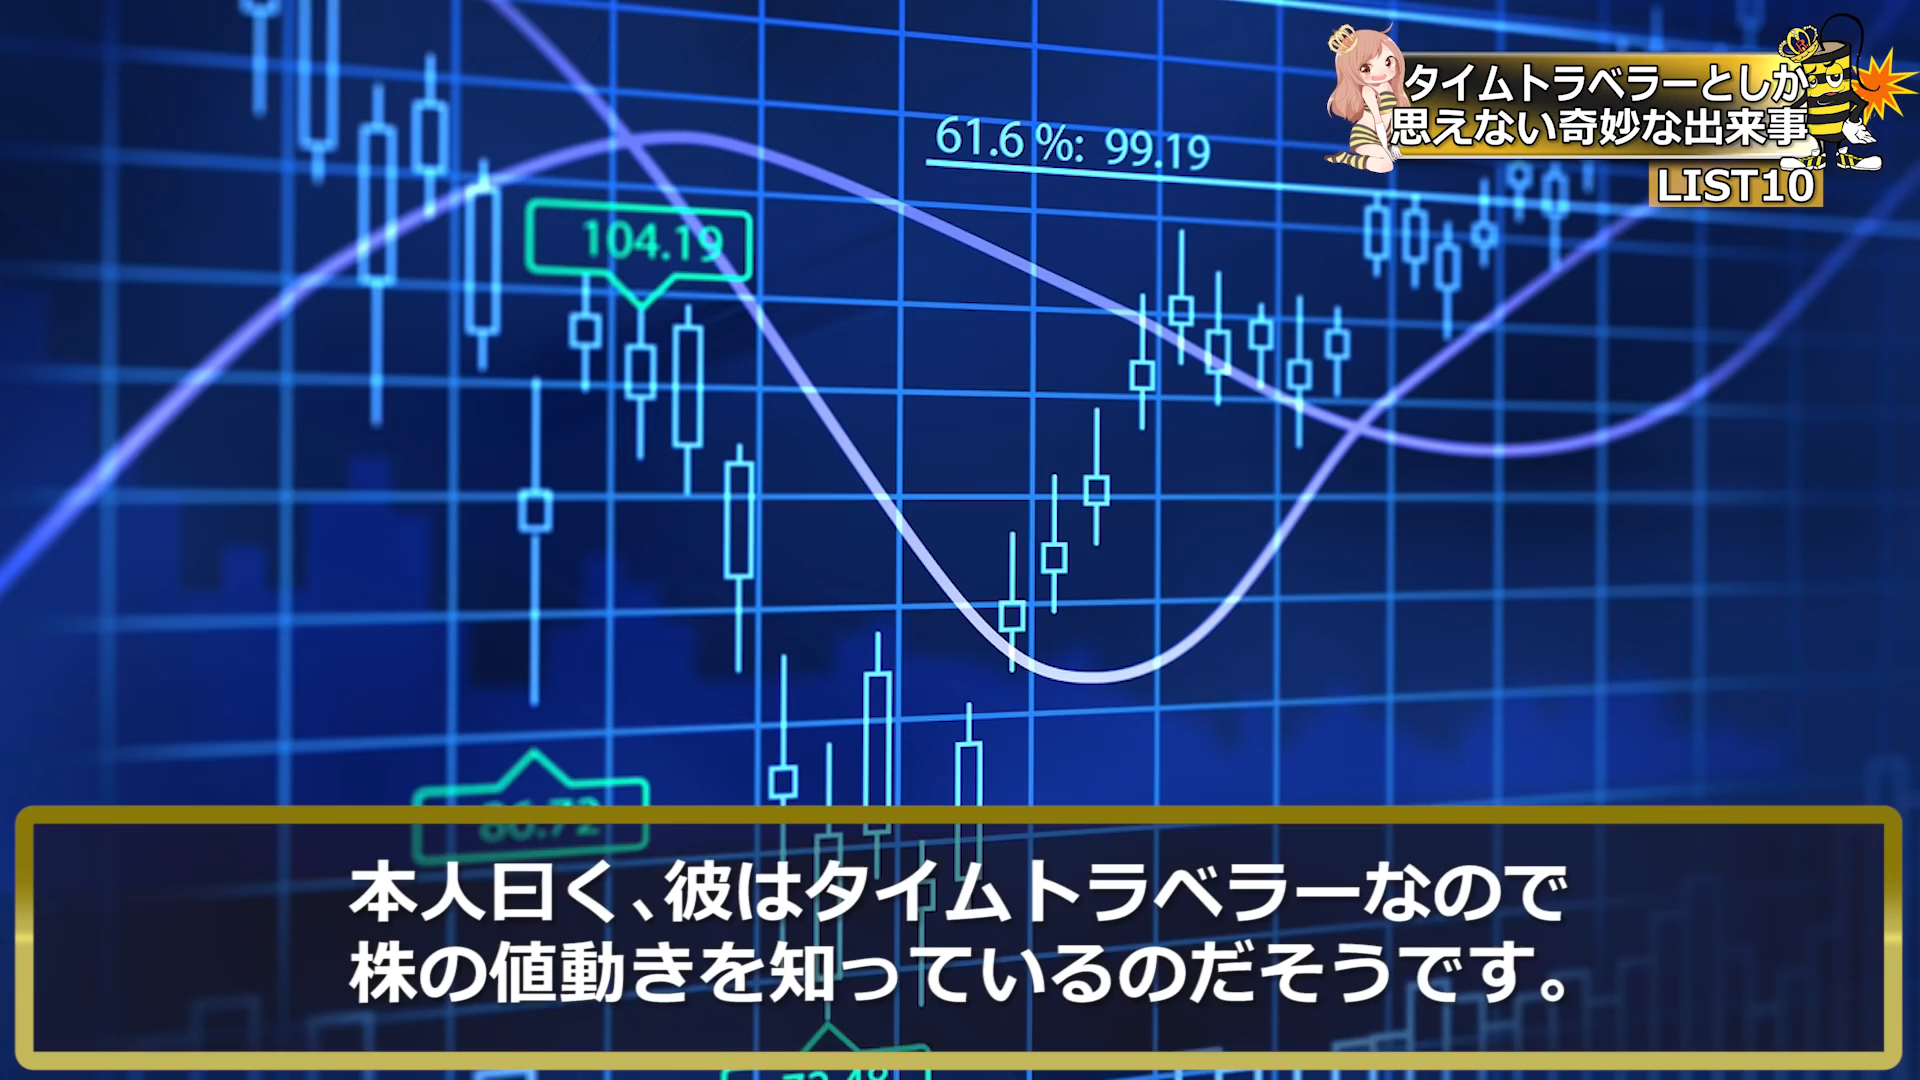 タイムトラベラーとしか
思えない奇妙な出来事
LIST10
61.6 %: 99.19
104.19
86.72
本人曰く、彼はタイムトラベラーなので
株の値動きを知っているのだそうです。